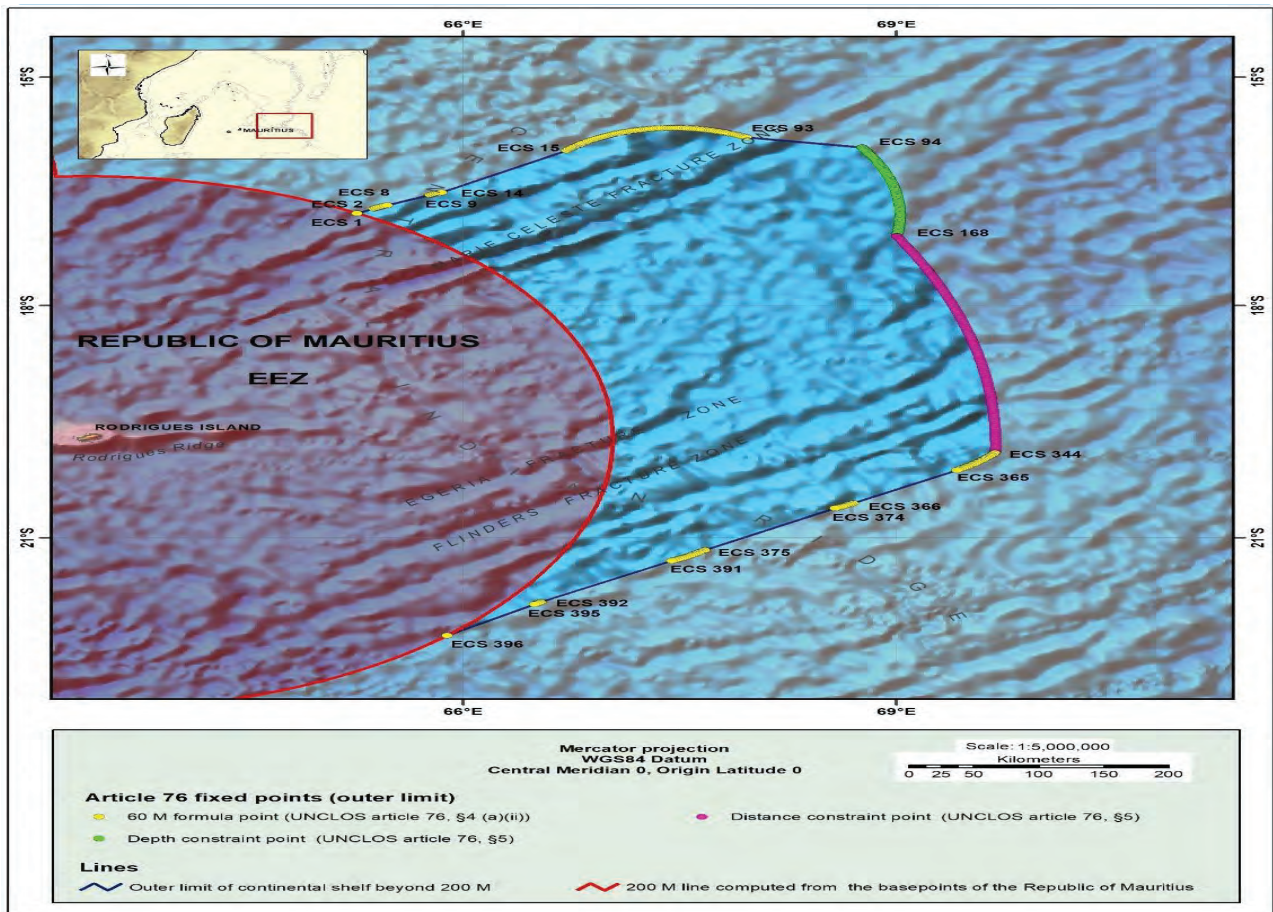 66°E
69°E
15°S
15°S
MAURITIUS
ECS 93
ECS 15
ECS 94
ECS 8
ECS 14
ECS 2
ECS 9
ECS 1
MARIE CELESTE FRACTURE ZONE
ECS 168
18°S
18°S
REPUBLIC OF MAURITIUS
EEZ
RODRIGUES ISLAND
Rodrigues Ridge
EGERIA FRACTURE ZONE
FLINDERS FRACTURE ZONE
CENTRAL INDIAN RIDGE
ECS 344
ECS 365
ECS 366
ECS 374
21°S
21°S
ECS 375
ECS 391
ECS 392
ECS 395
ECS 396
66°E
69°E
Mercator projection
WGS84 Datum
Central Meridian 0, Origin Latitude 0
Scale: 1:5,000,000
Kilometers
0 25 50 100 150 200
Article 76 fixed points (outer limit)
60 M formula point (UNCLOS article 76, §4 (a)(ii))
Distance constraint point (UNCLOS article 76, §5)
Depth constraint point (UNCLOS article 76, §5)
Lines
Outer limit of continental shelf beyond 200 M
200 M line computed from the basepoints of the Republic of Mauritius